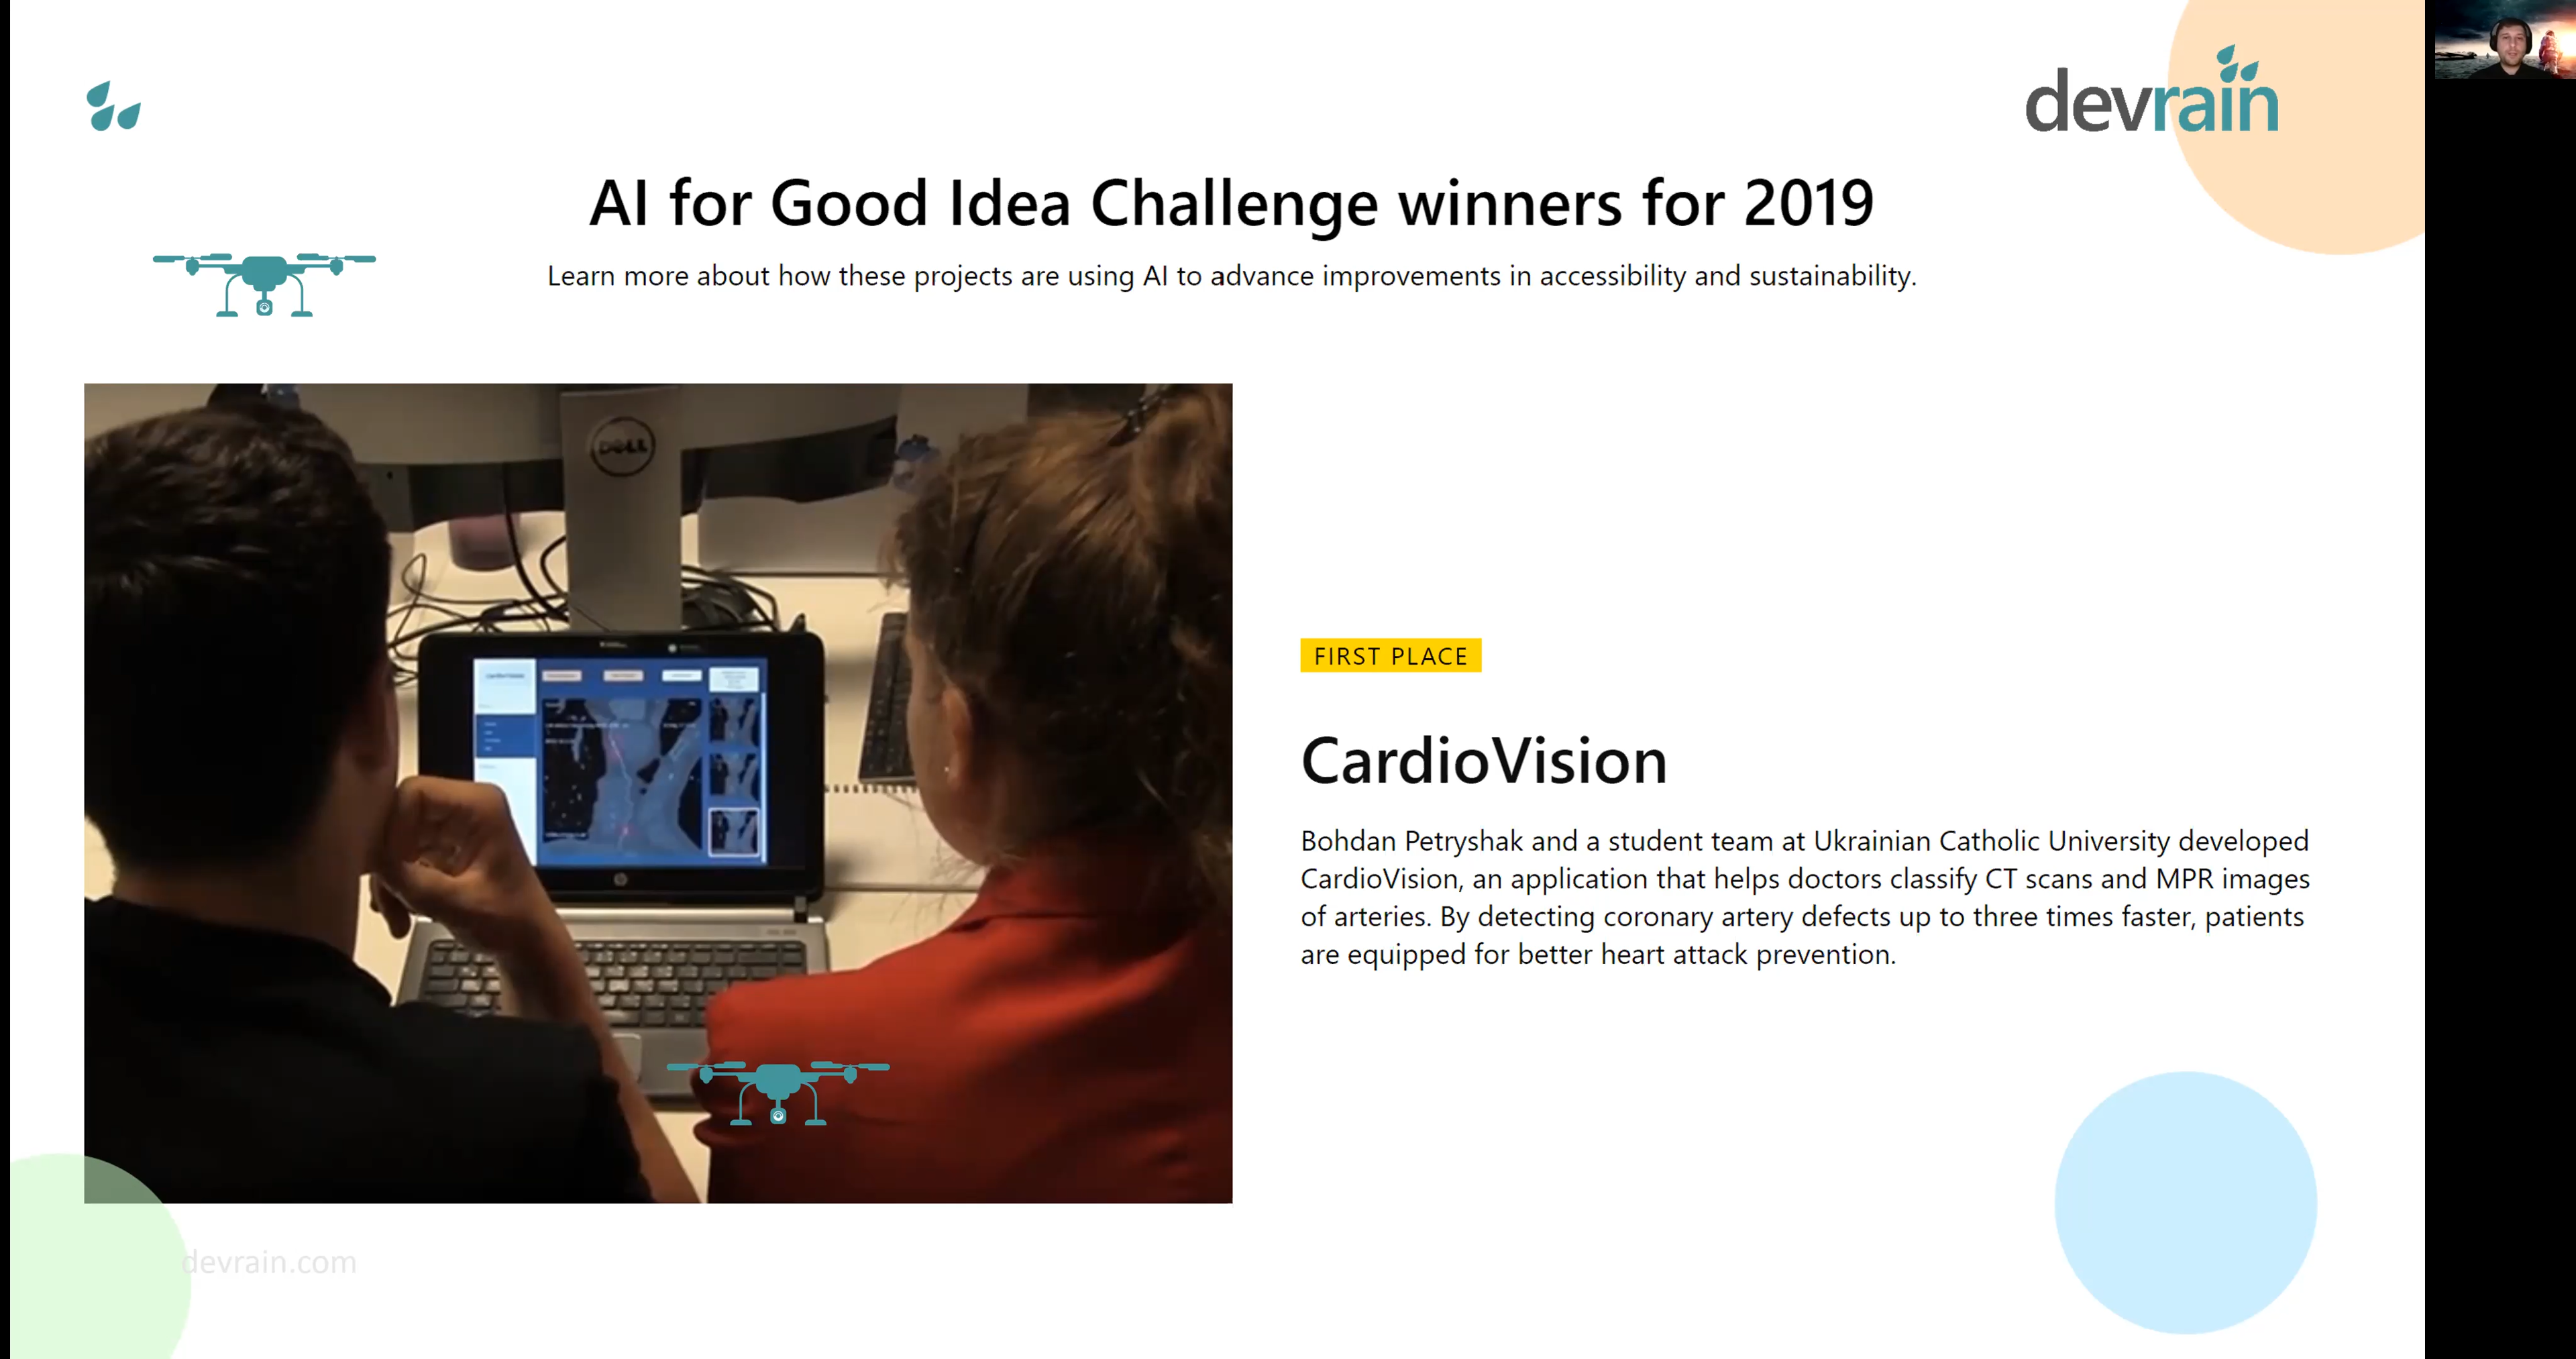 devrain
AI for Good Idea Challenge winners for 2019
Learn more about how these projects are using AI to advance improvements in accessibility and sustainability.
DELL
FIRST PLACE
CardioVision
Bohdan Petryshak and a student team at Ukrainian Catholic University developed
CardioVision, an application that helps doctors classify CT scans and MPR images
of arteries. By detecting coronary artery defects up to three times faster, patients
are equipped for better heart attack prevention.
devrain.com